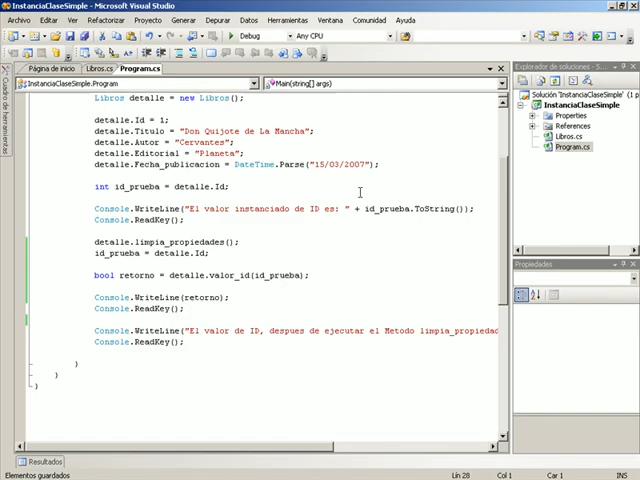 InstanciaClaseSimple - Microsoft Visual Studio
Archivo Editar Ver Refactorizar Proyecto Generar Depurar Datos Herramientas Ventana Comunidad Ayuda
Debug Any CPU
Página de inicio Libros.cs Program.cs
InstanciaClaseSimple.Program Main(string[] args)
Cuadro de herramientas
Libros detalle = new Libros();
detalle.Id = 1;
detalle.Titulo = "Don Quijote de La Mancha";
detalle.Autor = "Cervantes";
detalle.Editorial = "Planeta";
detalle.Fecha_publicacion = DateTime.Parse("15/03/2007");
int id_prueba = detalle.Id;
Console.WriteLine("El valor instanciado de ID es: " + id_prueba.ToString());
Console.ReadKey();
detalle.limpia_propiedades();
id_prueba = detalle.Id;
bool retorno = detalle.valor_id(id_prueba);
Console.WriteLine(retorno);
Console.ReadKey();
Console.WriteLine("El valor de ID, despues de ejecutar el Metodo limpia_propiedad
Console.ReadKey();
}
}
}
Explorador de soluciones -
Solución "InstanciaClaseSimple" (1 p
InstanciaClaseSimple
Properties
References
Libros.cs
Program.cs
Propiedades
Resultados
Elementos guardados Lín 28 Col 1 Car 1 INS